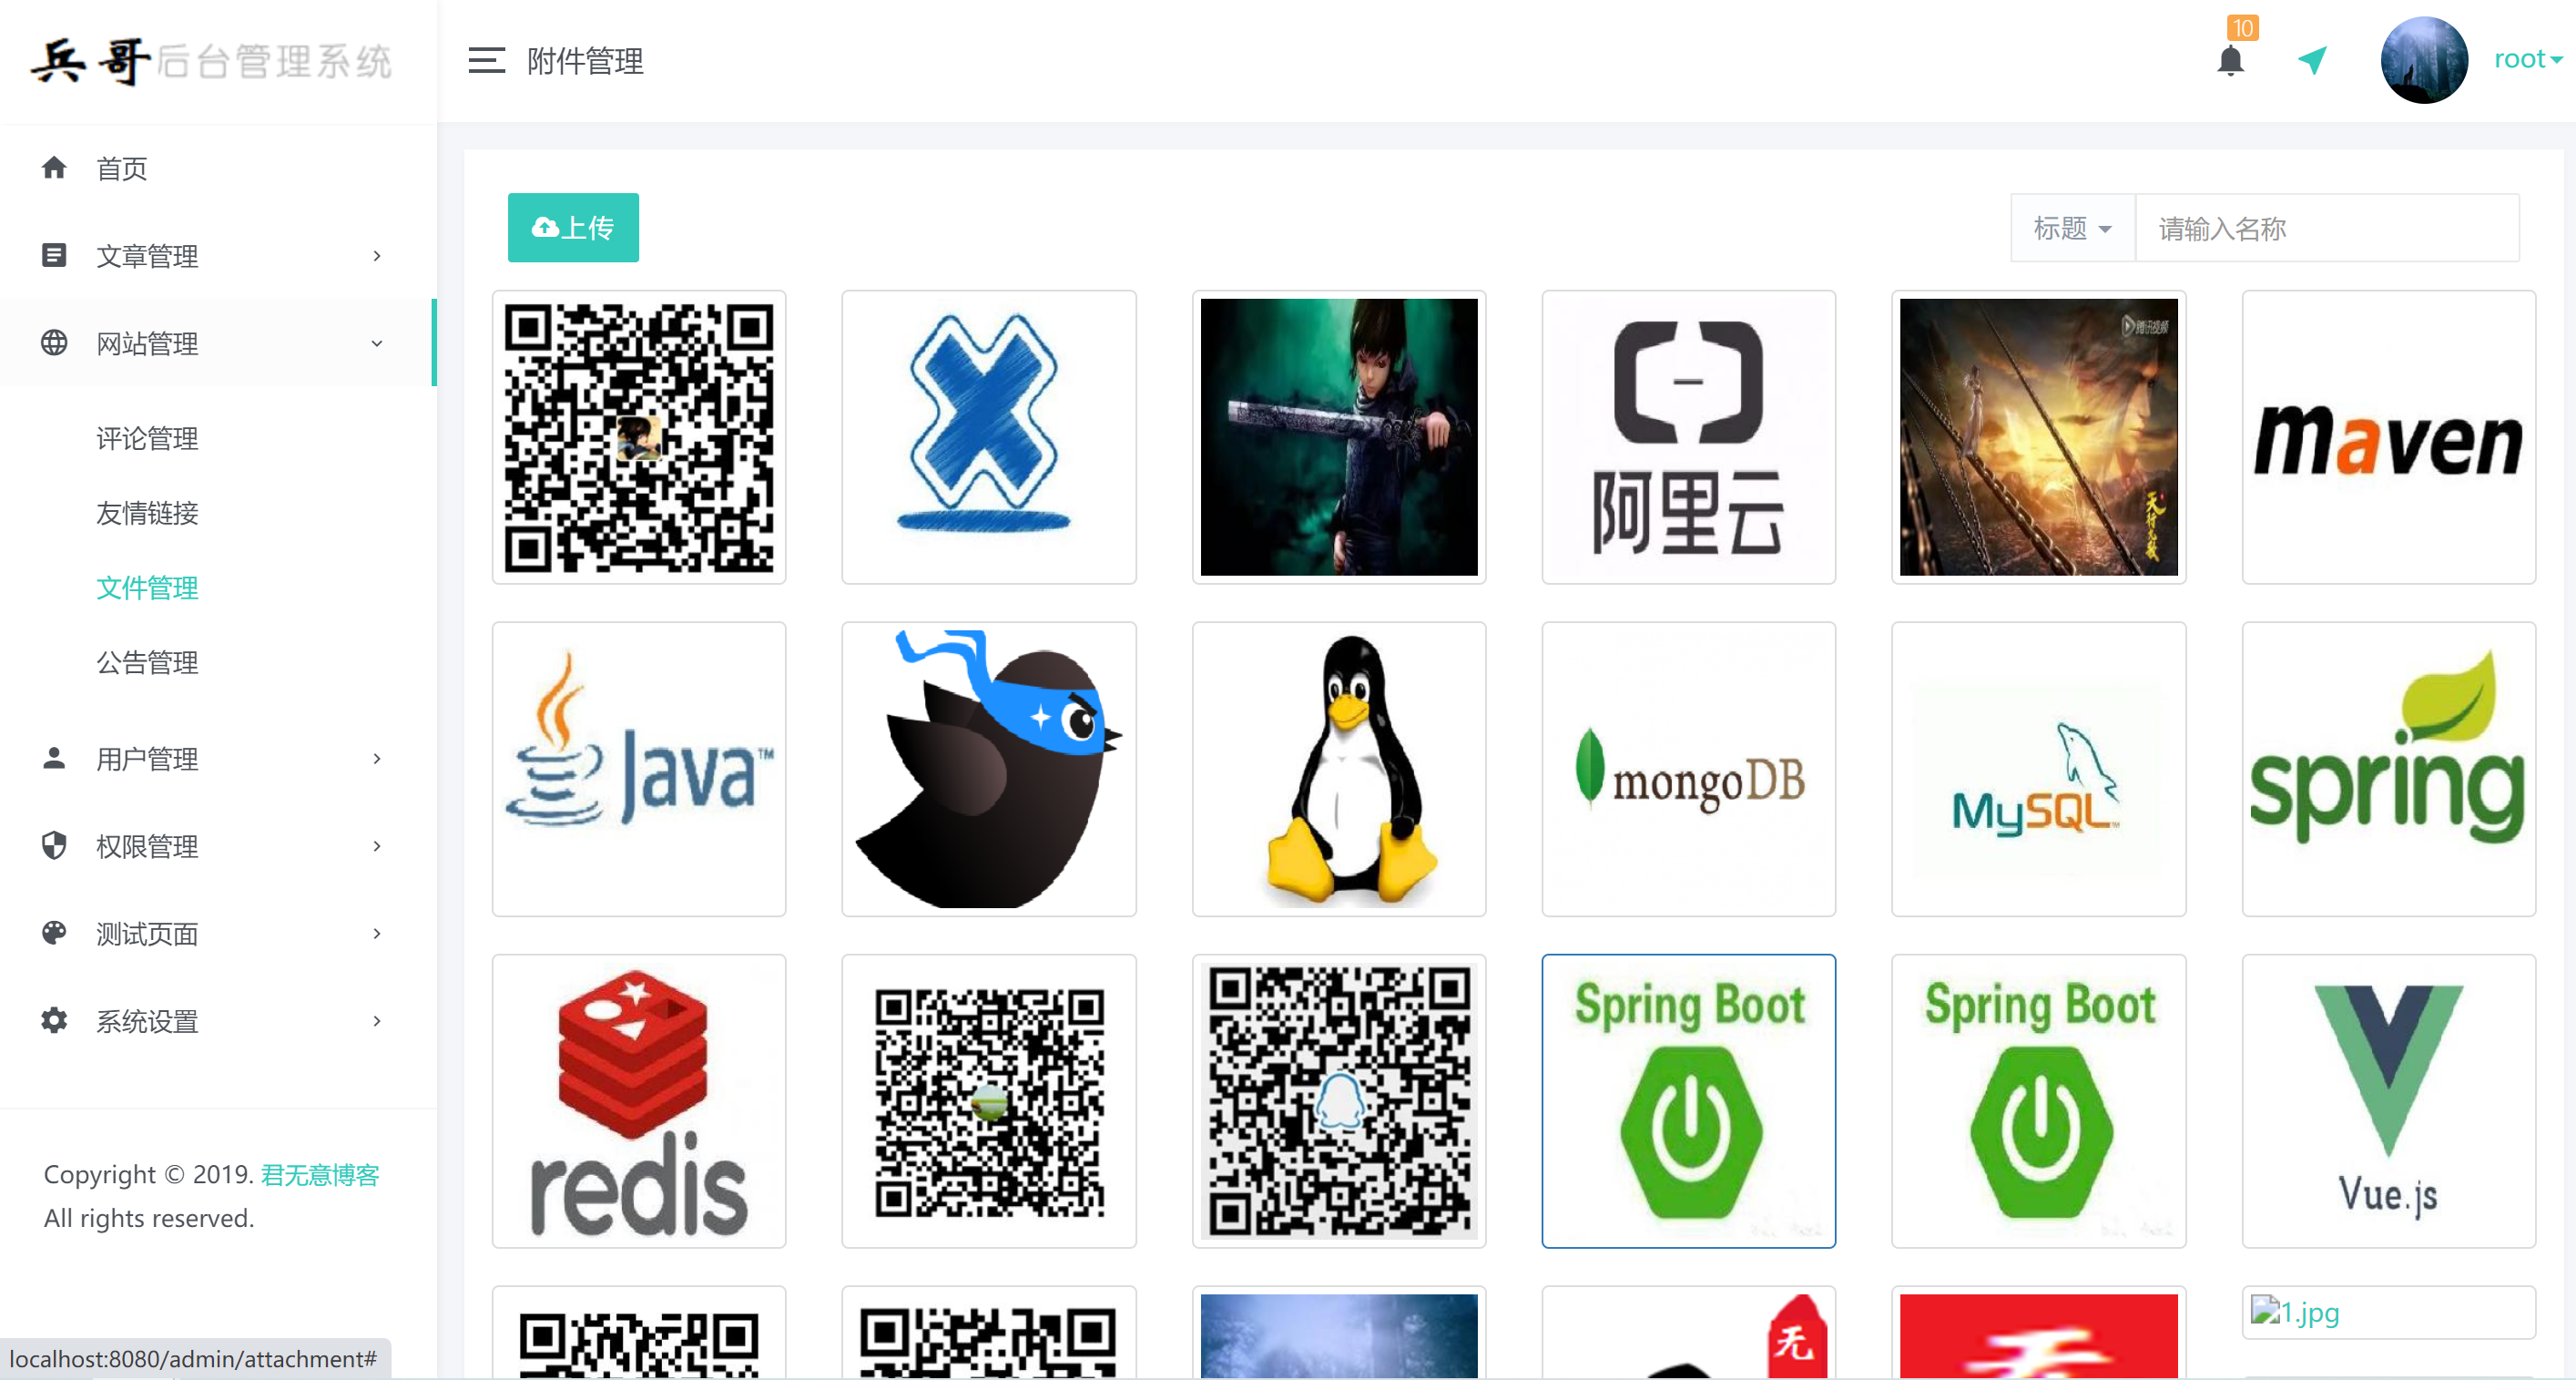 兵哥后台管理系统
附件管理
10
root
首页
文章管理
网站管理
评论管理
友情链接
文件管理
公告管理
用户管理
权限管理
测试页面
系统设置
Copyright © 2019. 君无意博客
All rights reserved.
localhost:8080/admin/attachment#
上传
标题
请输入名称
阿里云
腾讯视频
maven
Java™
mongoDB
MySQL™
spring
redis
Spring Boot
Spring Boot
Vue.js
无
1.jpg